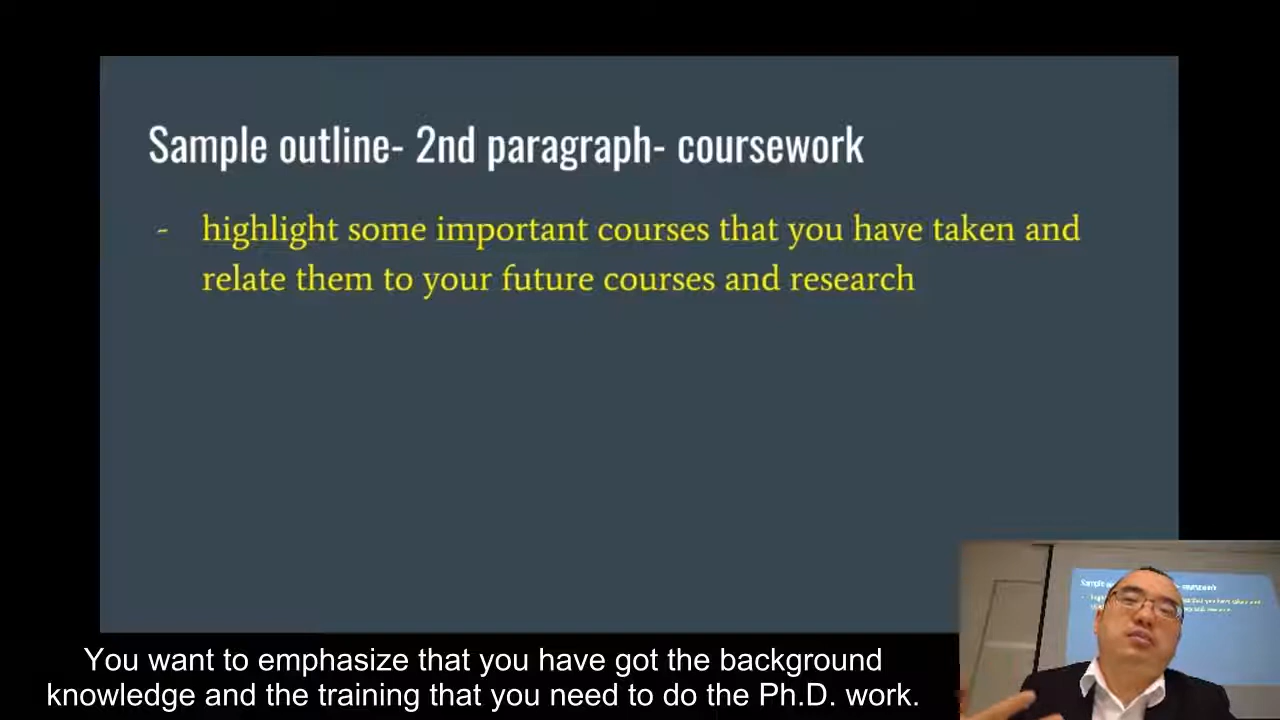 Sample outline- 2nd paragraph- coursework
- highlight some important courses that you have taken and
relate them to your future courses and research
You want to emphasize that you have got the background
knowledge and the training that you need to do the Ph.D. work.